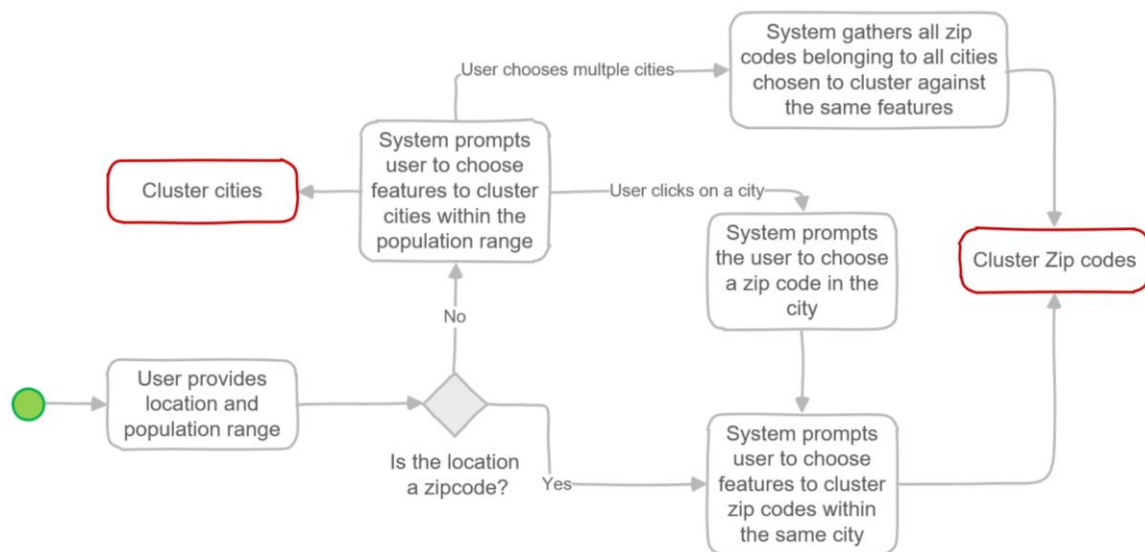 System gathers all zip
codes belonging to all cities
chosen to cluster against
the same features
User chooses multple cities
System prompts
user to choose
features to cluster
cities within the
population range
Cluster cities
User clicks on a city
System prompts
the user to choose
a zip code in the
city
Cluster Zip codes
No
User provides
location and
population range
Is the location
a zipcode?
Yes
System prompts
user to choose
features to cluster
zip codes within
the same city